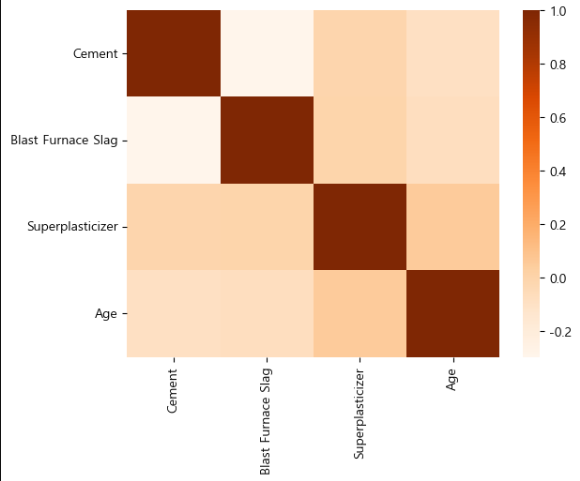 Cement
Blast Furnace Slag
Superplasticizer
Age
Cement
Blast Furnace Slag
Superplasticizer
Age
1.0
0.8
0.6
0.4
0.2
0.0
-0.2